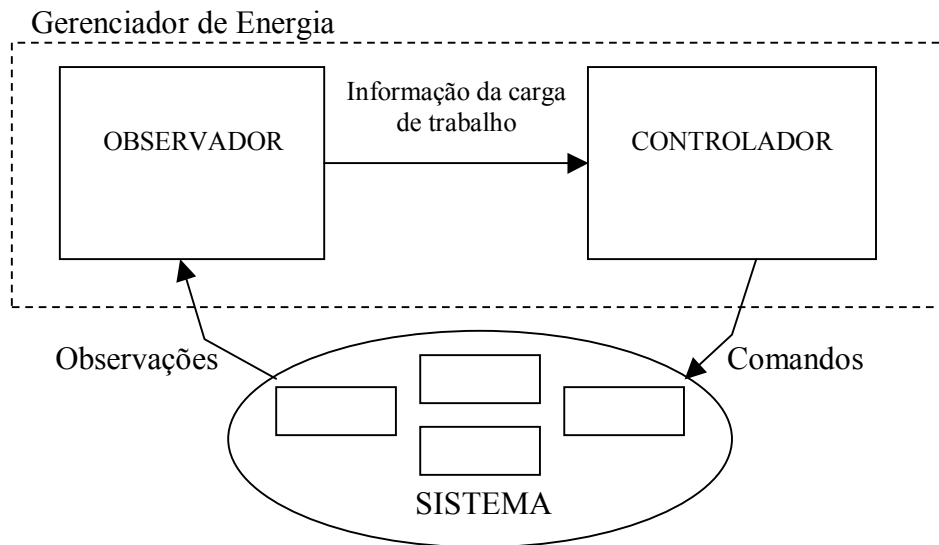 Gerenciador de Energia
OBSERVADOR
Informação da carga
de trabalho
CONTROLADOR
Observações
Comandos
SISTEMA